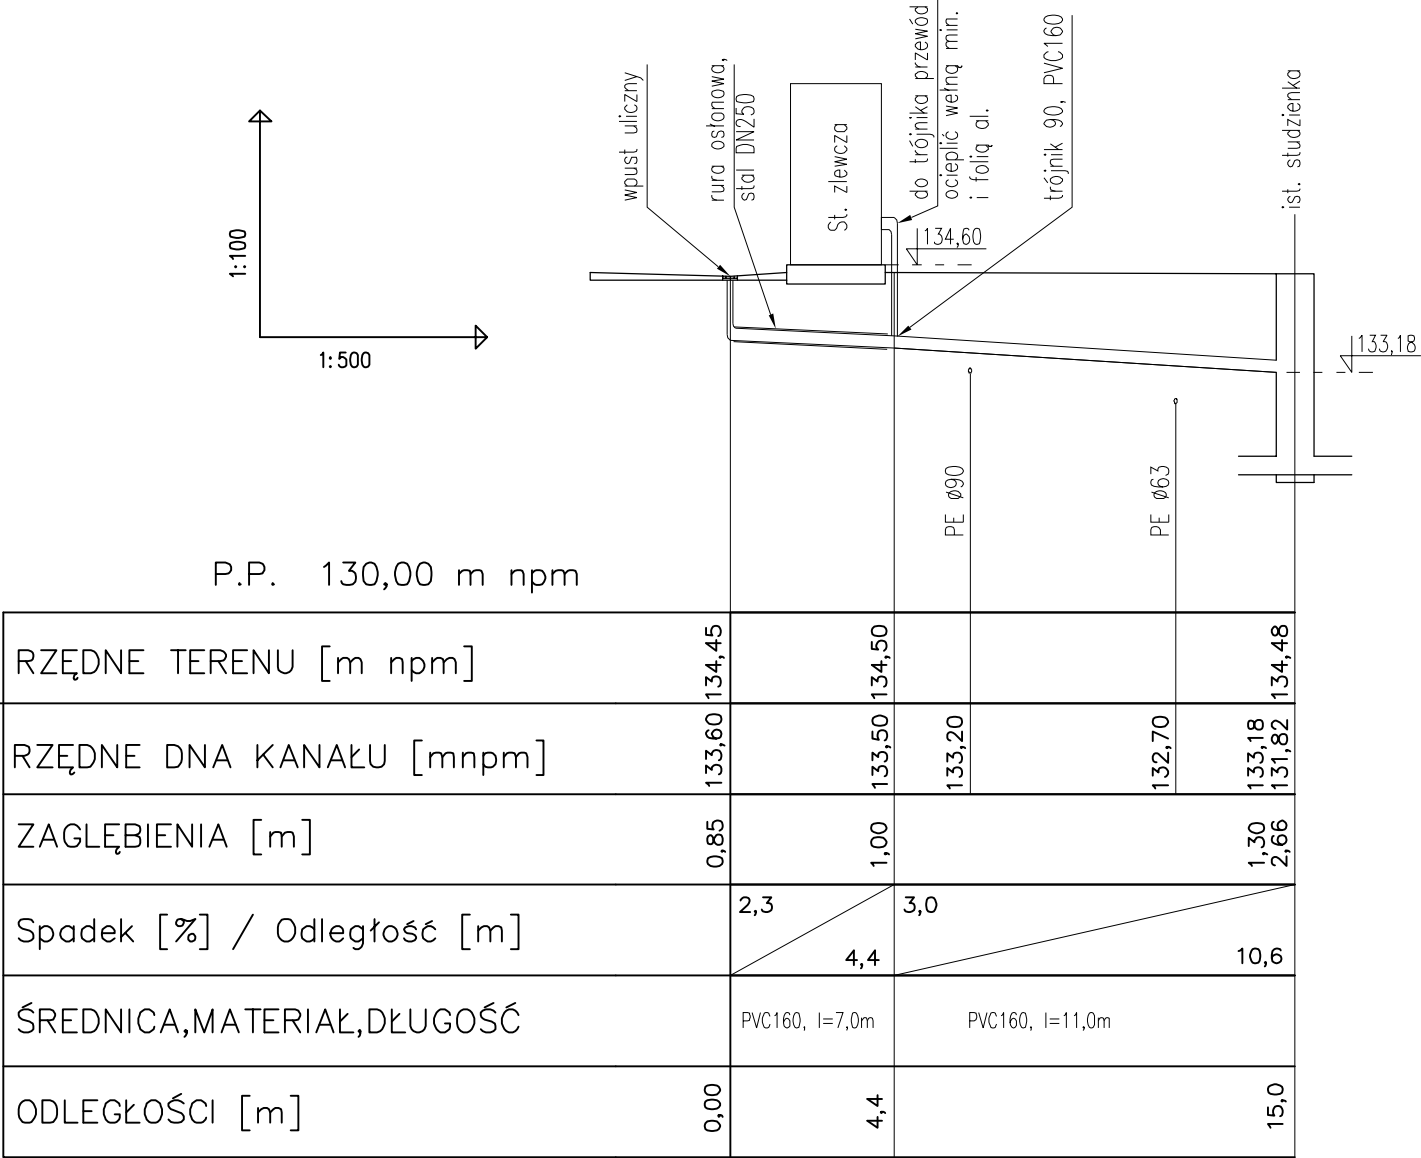 wpust uliczny
rura osłonowa,
stal DN250
St. zlewcza
do trójnika przewód
ocieplić wełną min.
i folią al.
trójnik 90, PVC160
ist. studzienka
1:100
1:500
134,60
133,18
PE ø90
PE ø63
P.P. 130,00 m npm
RZĘDNE TERENU [m npm] 134,45 134,50 134,48
RZĘDNE DNA KANAŁU [mnpm] 133,60 133,50 133,20 132,70 133,18 131,82
ZAGLĘBIENIA [m] 0,85 1,00 1,30 2,66
Spadek [%] / Odległość [m] 2,3 4,4 3,0 10,6
ŚREDNICA,MATERIAŁ,DŁUGOŚĆ PVC160, l=7,0m PVC160, l=11,0m
ODLEGŁOŚCI [m] 0,00 4,4 15,0